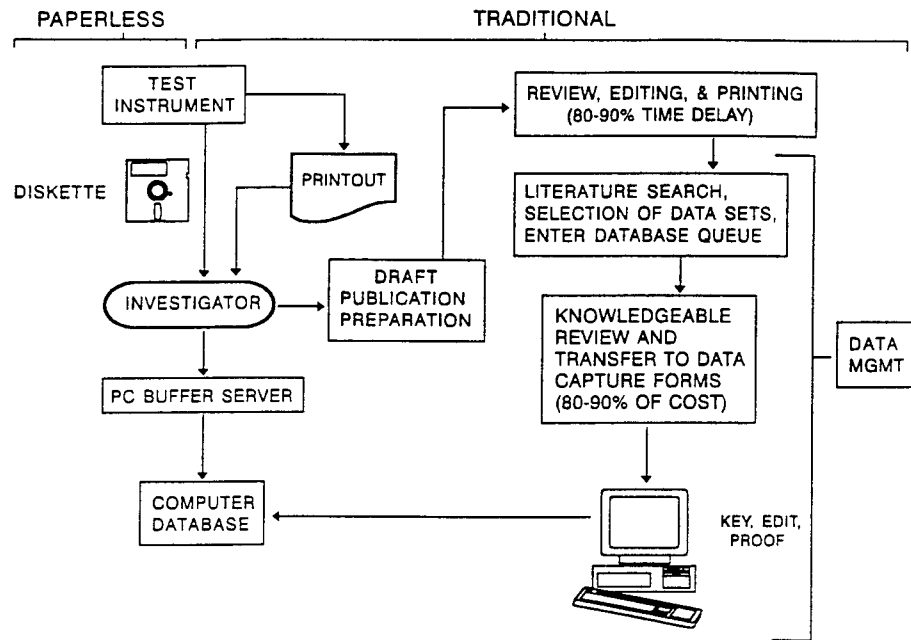 PAPERLESS
TRADITIONAL
TEST
INSTRUMENT
DISKETTE
PRINTOUT
INVESTIGATOR
DRAFT
PUBLICATION
PREPARATION
PC BUFFER SERVER
COMPUTER
DATABASE
REVIEW, EDITING, & PRINTING
(80-90% TIME DELAY)
LITERATURE SEARCH,
SELECTION OF DATA SETS,
ENTER DATABASE QUEUE
KNOWLEDGEABLE
REVIEW AND
TRANSFER TO DATA
CAPTURE FORMS
(80-90% OF COST)
DATA
MGMT
KEY, EDIT,
PROOF